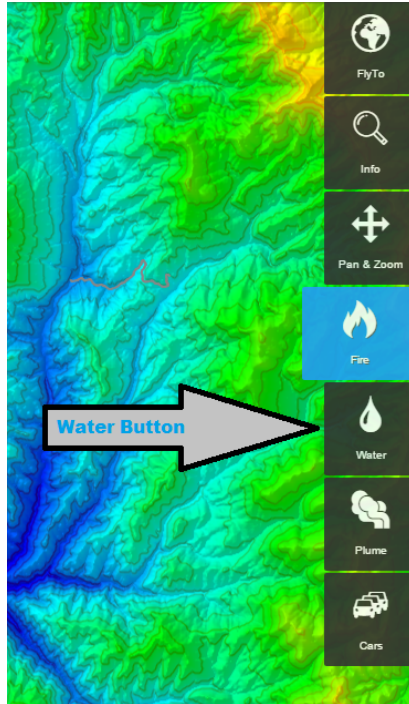 FlyTo
Info
Pan & Zoom
Fire
Water Button
Water
Plume
Cars